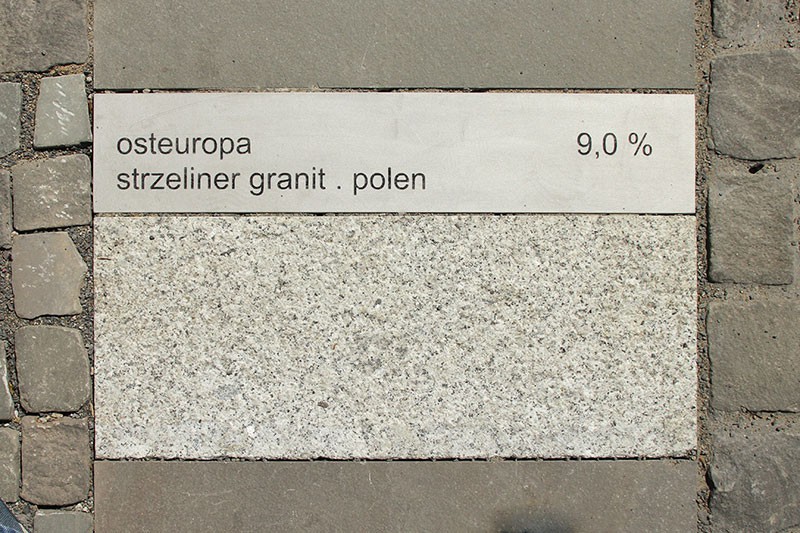 osteuropa 9,0 %
strzeliner granit . polen